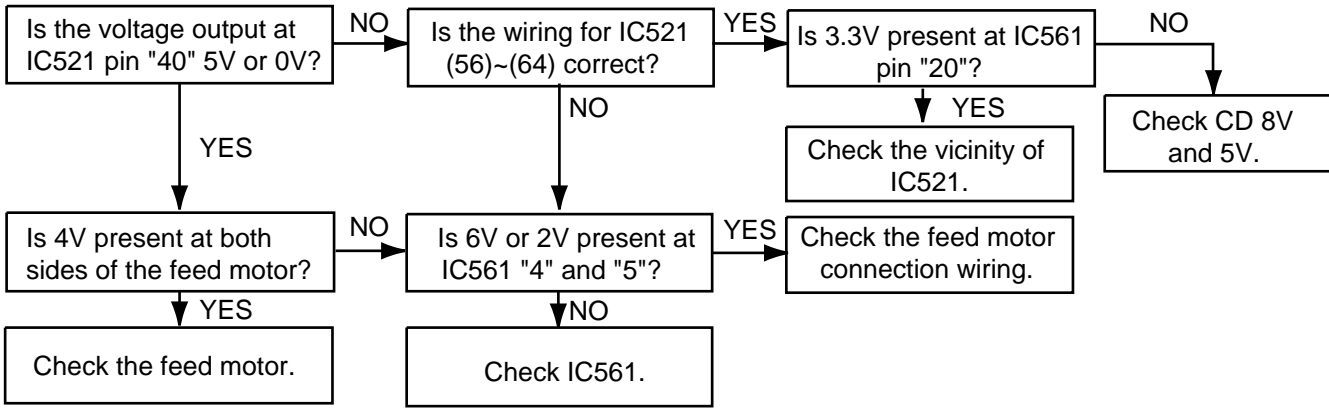 Is the voltage output at
IC521 pin "40" 5V or 0V?
NO
Is the wiring for IC521
(56)~(64) correct?
YES
Is 3.3V present at IC561
pin "20"?
NO
YES
NO
YES
Check the vicinity of
IC521.
Check CD 8V
and 5V.
Is 4V present at both
sides of the feed motor?
NO
Is 6V or 2V present at
IC561 "4" and "5"?
YES
Check the feed motor
connection wiring.
YES
NO
Check the feed motor.
Check IC561.